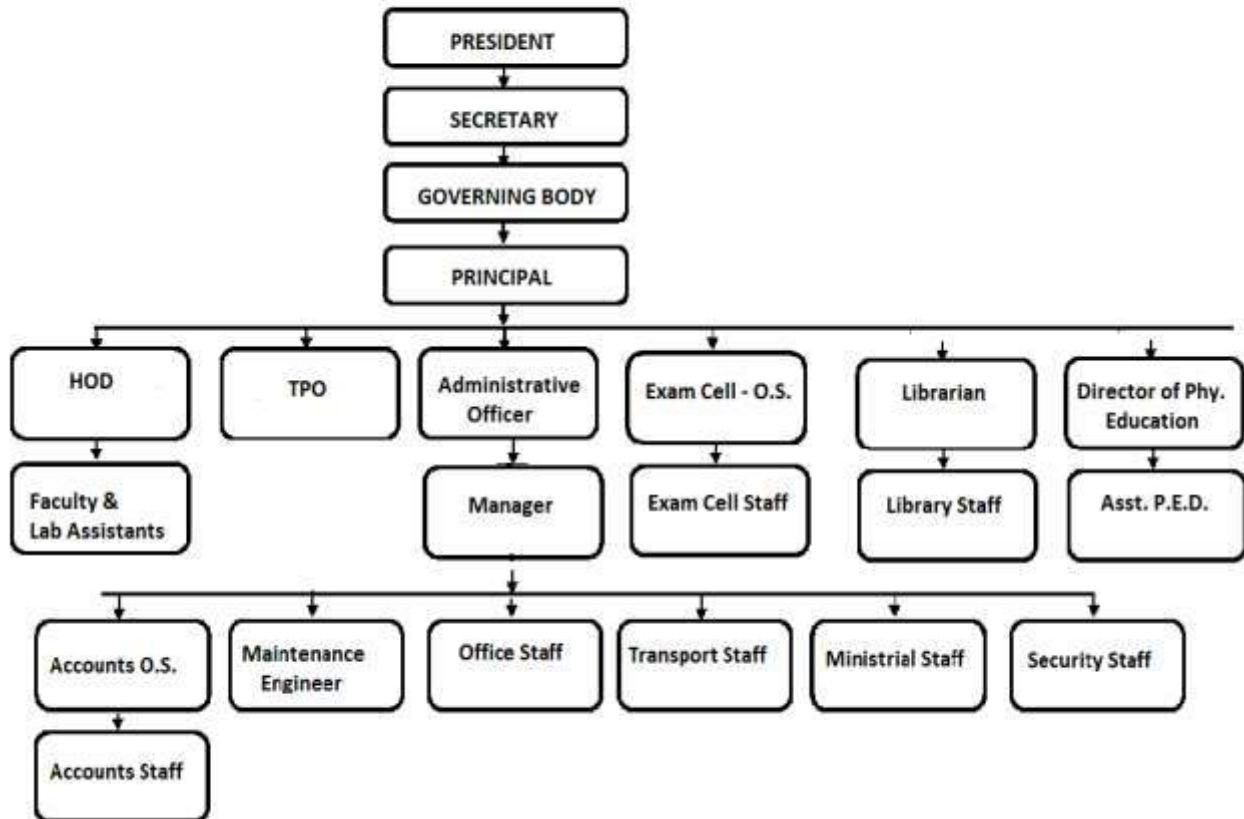 PRESIDENT
SECRETARY
GOVERNING BODY
PRINCIPAL
HOD
TPO
Administrative
Officer
Exam Cell - O.S.
Librarian
Director of Phy.
Education
Faculty &
Lab Assistants
Manager
Exam Cell Staff
Library Staff
Asst. P.E.D.
Accounts O.S.
Maintenance
Engineer
Office Staff
Transport Staff
Ministrial Staff
Security Staff
Accounts Staff